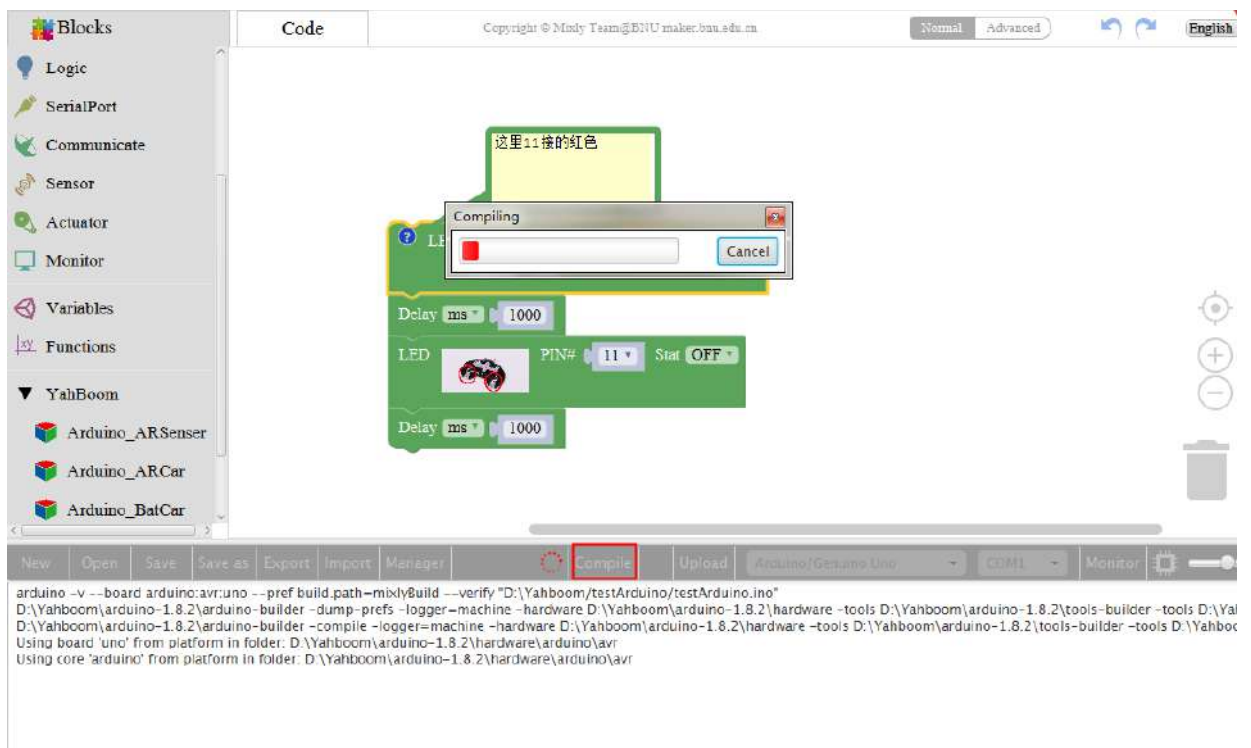 Blocks
Code
Copyright © Mixly Team@BNU maker.bnu.edu.cn
Normal
Advanced
English
Logic
SerialPort
Communicate
Sensor
Actuator
Monitor
Variables
xy Functions
▼ YahBoom
Arduino_ARSenser
Arduino_ARCar
Arduino_BatCar
这里11接的红色
Compiling
Cancel
? LE
Delay ms 1000
LED PIN# 11 Stat OFF
Delay ms 1000
New Open Save Save as Export Import Manager Compile Upload Arduino/Genuino Uno COM1 Monitor
arduino -v --board arduino:avr:uno --pref build.path=mixlyBuild --verify "D:\Yahboom/testArduino/testArduino.ino"
D:\Yahboom\arduino-1.8.2\arduino-builder -dump-prefs -logger=machine -hardware D:\Yahboom\arduino-1.8.2\hardware -tools D:\Yahboom\arduino-1.8.2\tools-builder -tools D:\Yal
D:\Yahboom\arduino-1.8.2\arduino-builder -compile -logger=machine -hardware D:\Yahboom\arduino-1.8.2\hardware -tools D:\Yahboom\arduino-1.8.2\tools-builder -tools D:\Yahboo
Using board 'uno' from platform in folder: D:\Yahboom\arduino-1.8.2\hardware\arduino\avr
Using core 'arduino' from platform in folder: D:\Yahboom\arduino-1.8.2\hardware\arduino\avr